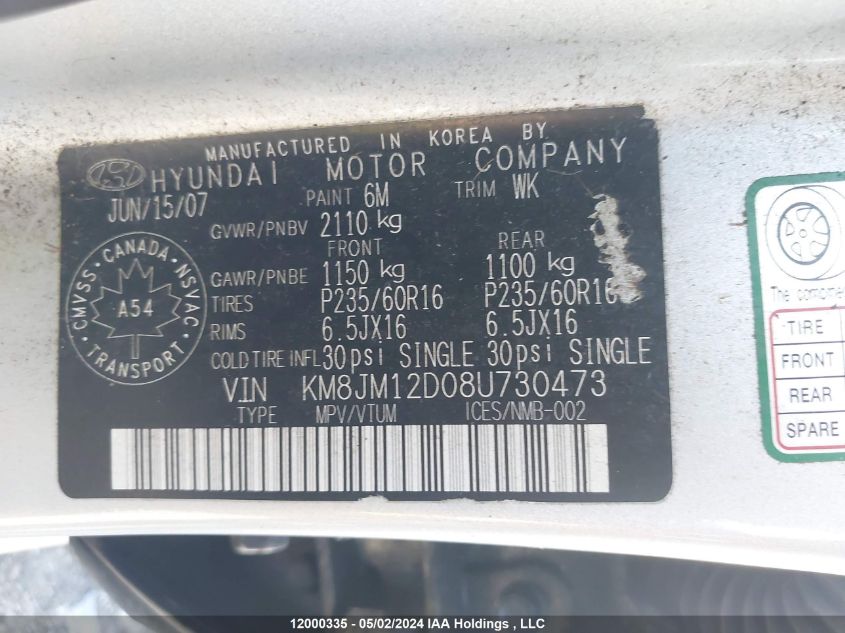 MANUFACTURED IN KOREA BY
HYUNDAI MOTOR COMPANY
JUN/15/07 PAINT 6M TRIM WK
GVWR/PNBV 2110 kg
FRONT REAR
GAWR/PNBE 1150 kg 1100 kg
TIRES P235/60R16 P235/60R16
RIMS 6.5JX16 6.5JX16
COLD TIRE INFL 30psi SINGLE 30psi SINGLE
VIN KM8JM12D08U730473
TYPE MPV/VTUM ICES/NMB-002
CMVSS · CANADA · NSVAC
A54
TRANSPORT
The
TIRE
FRONT
REAR
SPARE
12000335 - 05/02/2024 IAA Holdings , LLC